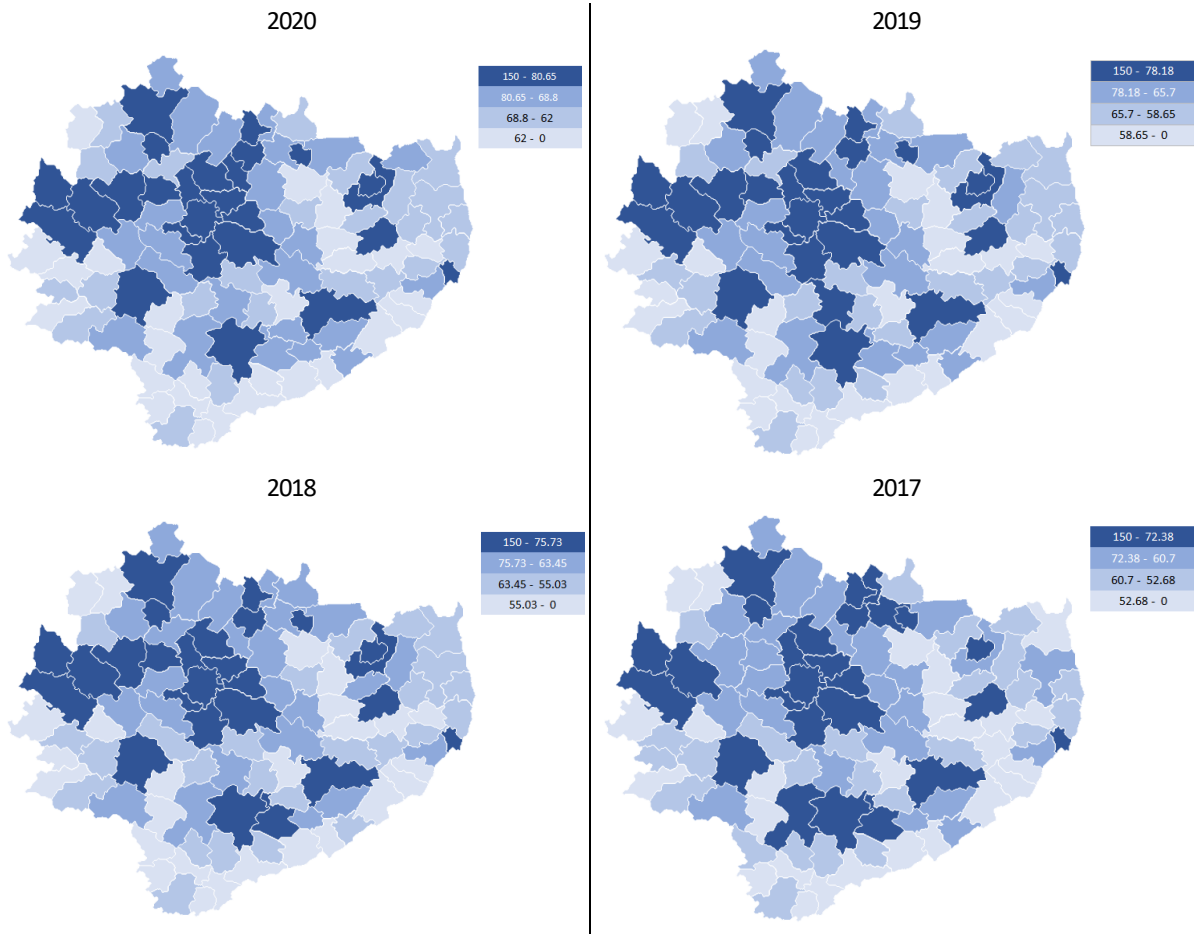 2020
150 - 80.65
80.65 - 68.8
68.8 - 62
62 - 0
2019
150 - 78.18
78.18 - 65.7
65.7 - 58.65
58.65 - 0
2018
150 - 75.73
75.73 - 63.45
63.45 - 55.03
55.03 - 0
2017
150 - 72.38
72.38 - 60.7
60.7 - 52.68
52.68 - 0